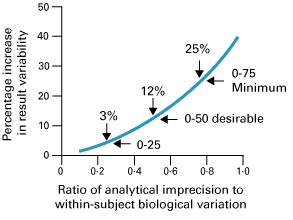 50
40
30
20
10
0
Percentage increase
in result variability
25%
12%
3%
0·75
Minimum
0·50 desirable
0·25
0
0·2
0·4
0·6
0·8
1·0
Ratio of analytical imprecision to
within-subject biological variation